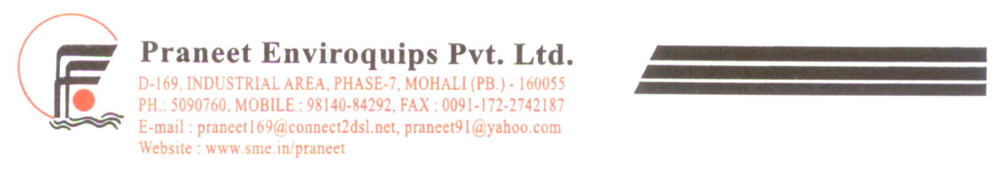 Praneet Enviroquips Pvt. Ltd.
D-169, INDUSTRIAL AREA, PHASE-7, MOHALI (PB.) - 160055
PH.: 5090760, MOBILE.: 98140-84292, FAX : 0091-172-2742187
E-mail : praneet169@connect2dsl.net, praneet91@yahoo.com
Website : www.sme.in/praneet